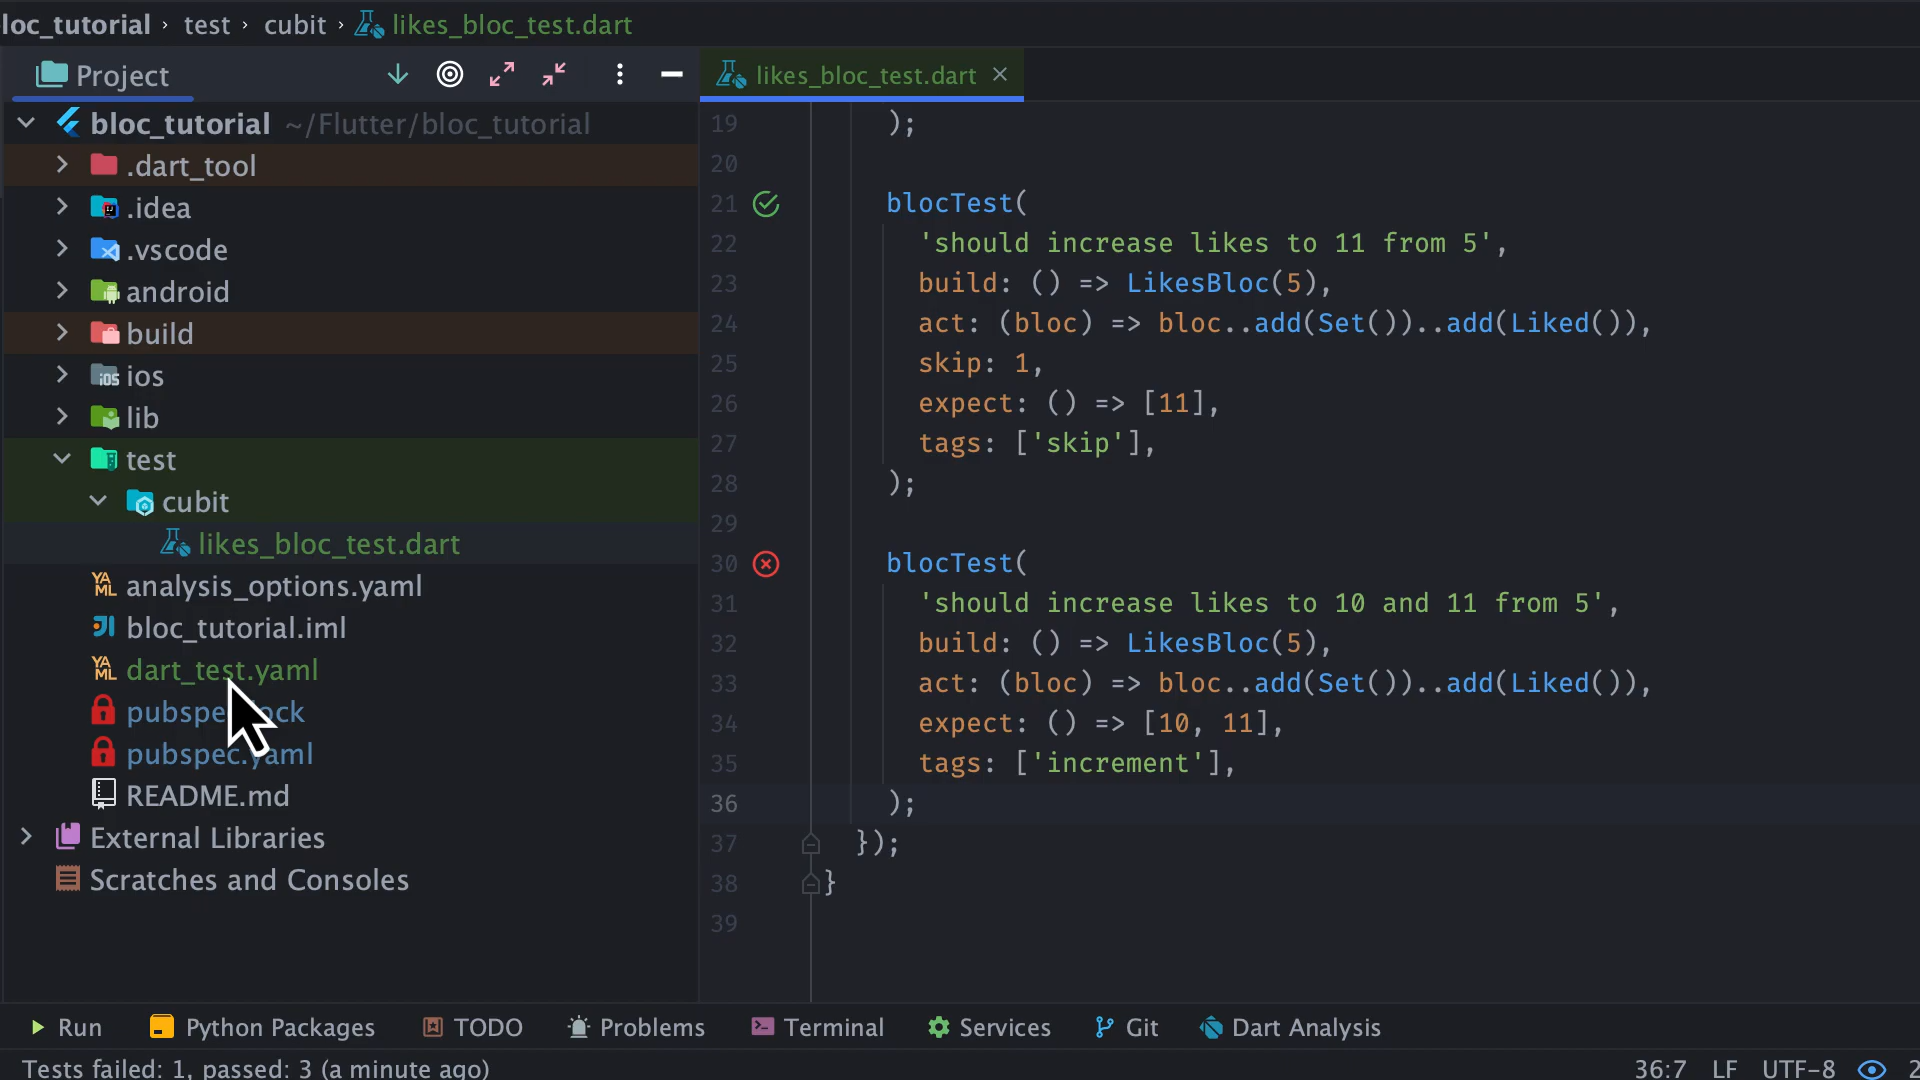 loc_tutorial › test › cubit › likes_bloc_test.dart
Project
likes_bloc_test.dart
bloc_tutorial ~/Flutter/bloc_tutorial
.dart_tool
.idea
.vscode
android
build
ios
lib
test
cubit
likes_bloc_test.dart
analysis_options.yaml
bloc_tutorial.iml
dart_test.yaml
pubspe ock
pubspec.yaml
README.md
External Libraries
Scratches and Consoles
19 );
20
21 blocTest(
22 'should increase likes to 11 from 5',
23 build: () => LikesBloc(5),
24 act: (bloc) => bloc..add(Set())..add(Liked()),
25 skip: 1,
26 expect: () => [11],
27 tags: ['skip'],
28 );
29
30 blocTest(
31 'should increase likes to 10 and 11 from 5',
32 build: () => LikesBloc(5),
33 act: (bloc) => bloc..add(Set())..add(Liked()),
34 expect: () => [10, 11],
35 tags: ['increment'],
36 );
37 });
38 }
39
Run Python Packages TODO Problems Terminal Services Git Dart Analysis
Tests failed: 1, passed: 3 (a minute ago) 36:7 LF UTF-8 2